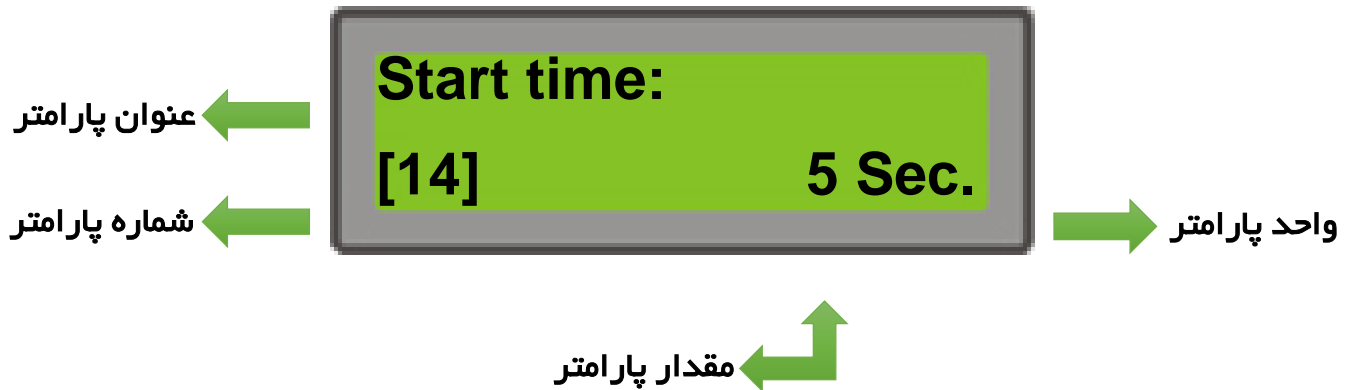 Start time:
عنوان پارامتر
[14] 5 Sec.
شماره پارامتر
واحد پارامتر
مقدار پارامتر